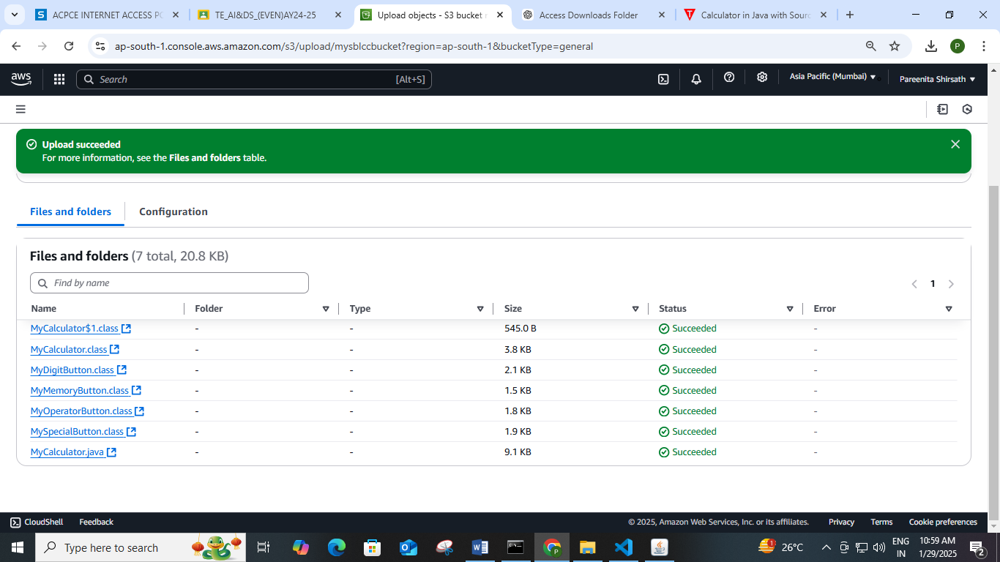 ACPCE INTERNET ACCESS PO
TE_AI&DS_(EVEN)AY24-25
Upload objects - S3 bucket m
Access Downloads Folder
Calculator in Java with Sourc
ap-south-1.console.aws.amazon.com/s3/upload/mysblccbucket?region=ap-south-1&bucketType=general
P
aws
Search
[Alt+S]
Asia Pacific (Mumbai)
Pareenita Shirsath
Upload succeeded
For more information, see the Files and folders table.
Files and folders
Configuration
Files and folders (7 total, 20.8 KB)
Find by name
1
Name Folder Type Size Status Error
MyCalculator$1.class - - 545.0 B Succeeded -
MyCalculator.class - - 3.8 KB Succeeded -
MyDigitButton.class - - 2.1 KB Succeeded -
MyMemoryButton.class - - 1.5 KB Succeeded -
MyOperatorButton.class - - 1.8 KB Succeeded -
MySpecialButton.class - - 1.9 KB Succeeded -
MyCalculator.java - - 9.1 KB Succeeded -
CloudShell Feedback © 2025, Amazon Web Services, Inc. or its affiliates. Privacy Terms Cookie preferences
Type here to search
1
26°C
ENG
IN
10:59 AM
1/29/2025
2